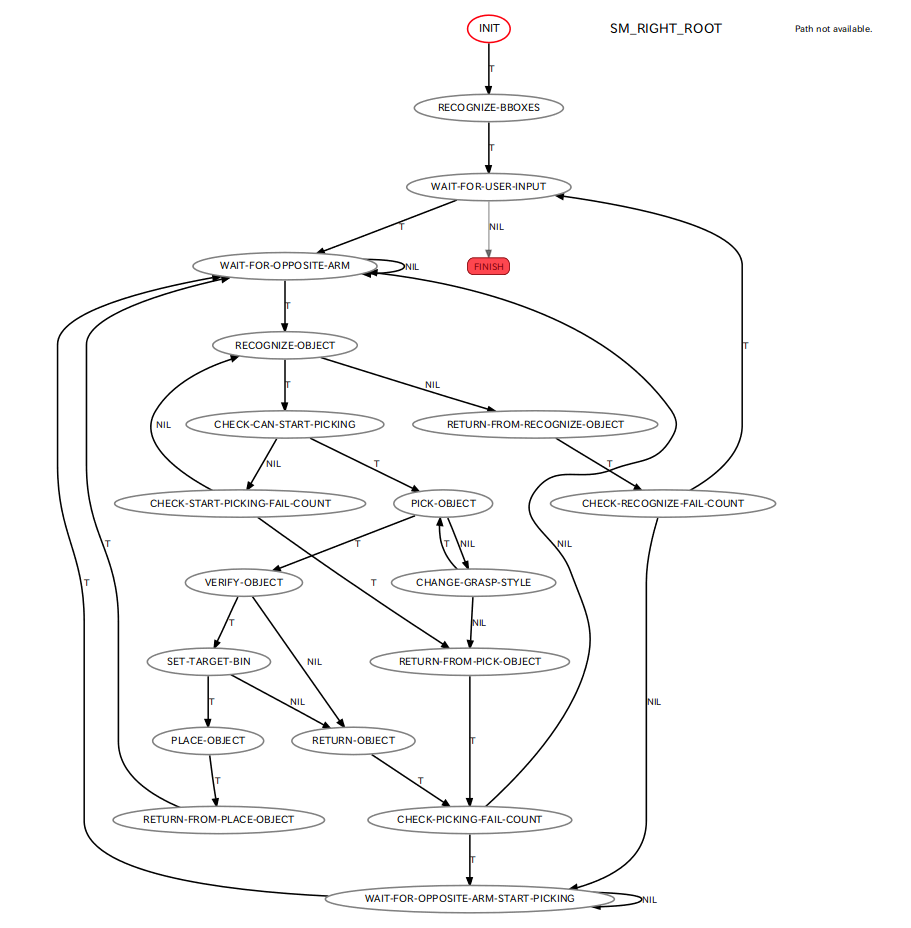 INIT
SM_RIGHT_ROOT
Path not available.
T
RECOGNIZE-BBOXES
T
WAIT-FOR-USER-INPUT
T
NIL
WAIT-FOR-OPPOSITE-ARM
NIL
FINISH
T
T
RECOGNIZE-OBJECT
T
NIL
CHECK-CAN-START-PICKING
RETURN-FROM-RECOGNIZE-OBJECT
NIL
NIL
T
T
CHECK-START-PICKING-FAIL-COUNT
PICK-OBJECT
CHECK-RECOGNIZE-FAIL-COUNT
T
T
T
NIL
NIL
VERIFY-OBJECT
CHANGE-GRASP-STYLE
T
T
T
NIL
SET-TARGET-BIN
NIL
RETURN-FROM-PICK-OBJECT
T
NIL
NIL
PLACE-OBJECT
RETURN-OBJECT
T
T
T
RETURN-FROM-PLACE-OBJECT
CHECK-PICKING-FAIL-COUNT
T
WAIT-FOR-OPPOSITE-ARM-START-PICKING
NIL